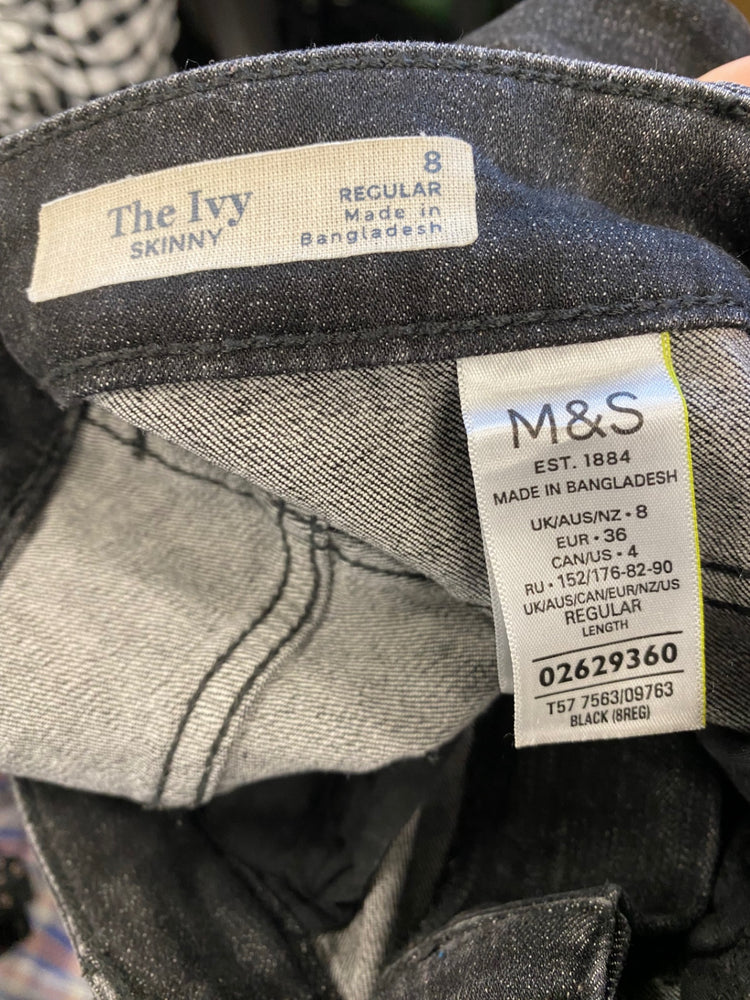 The Ivy
SKINNY
8
REGULAR
Made in
Bangladesh
M&S
EST. 1884
MADE IN BANGLADESH
UK/AUS/NZ • 8
EUR • 36
CAN/US • 4
RU • 152/176-82-90
UK/AUS/CAN/EUR/NZ/US
REGULAR
LENGTH
02629360
T57 7563/09763
BLACK (8REG)